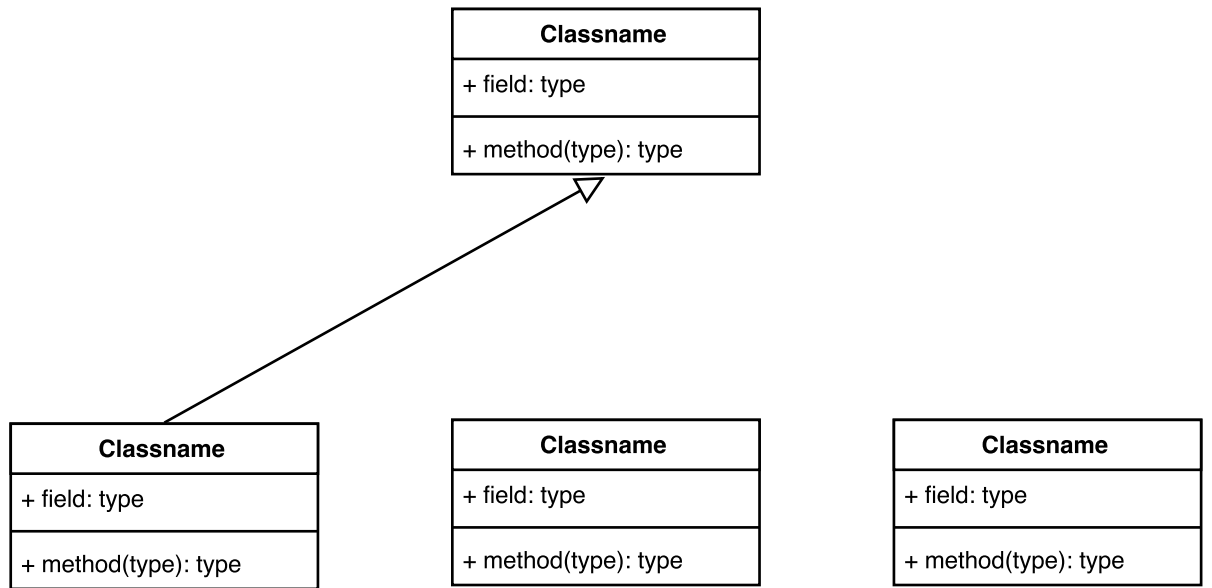 Classname
+ field: type
+ method(type): type
Classname
+ field: type
+ method(type): type
Classname
+ field: type
+ method(type): type
Classname
+ field: type
+ method(type): type